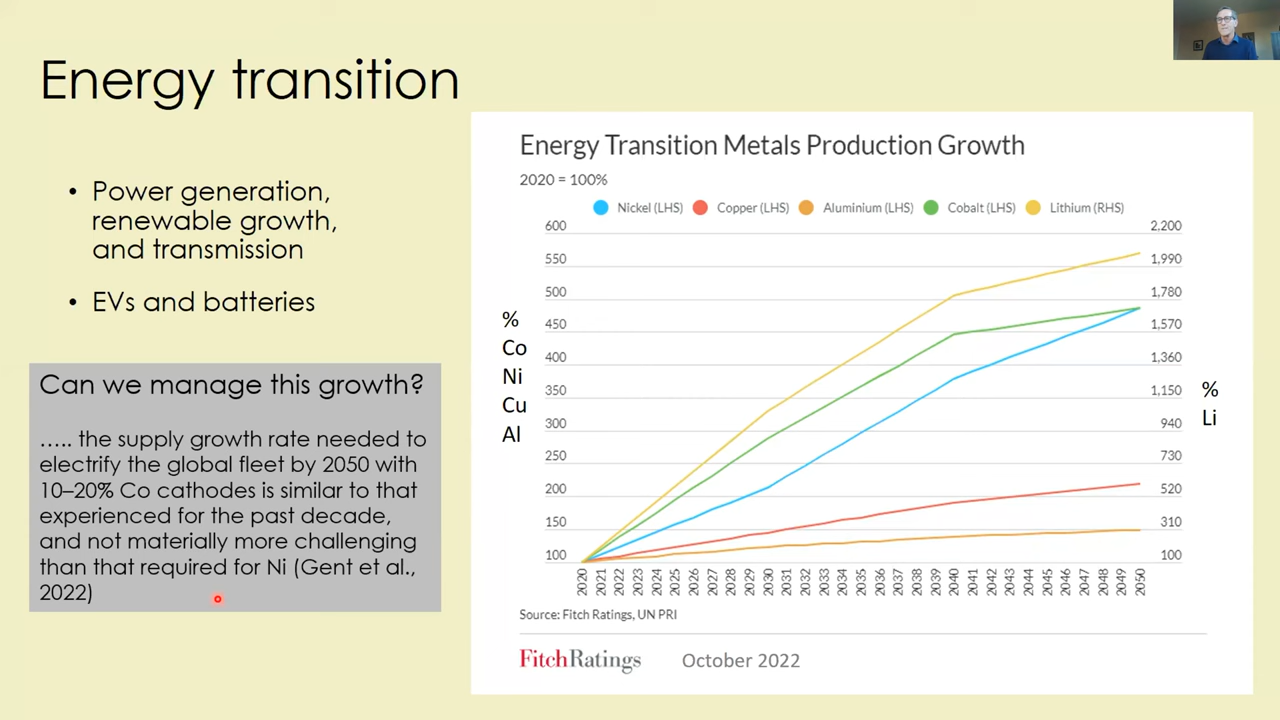 Energy transition
• Power generation,
renewable growth,
and transmission
• EVs and batteries
Can we manage this growth?
….. the supply growth rate needed to
electrify the global fleet by 2050 with
10–20% Co cathodes is similar to that
experienced for the past decade,
and not materially more challenging
than that required for Ni (Gent et al.,
2022)
Energy Transition Metals Production Growth
2020 = 100%
Nickel (LHS) Copper (LHS) Aluminium (LHS) Cobalt (LHS) Lithium (RHS)
600 2,200
550 1,990
500 1,780
450 1,570
400 1,360
350 1,150
300 940
250 730
200 520
150 310
100 100
%
Co
Ni
Cu
Al
%
Li
2020 2021 2022 2023 2024 2025 2026 2027 2028 2029 2030 2031 2032 2033 2034 2035 2036 2037 2038 2039 2040 2041 2042 2043 2044 2045 2046 2047 2048 2049 2050
Source: Fitch Ratings, UN PRI
FitchRatings October 2022